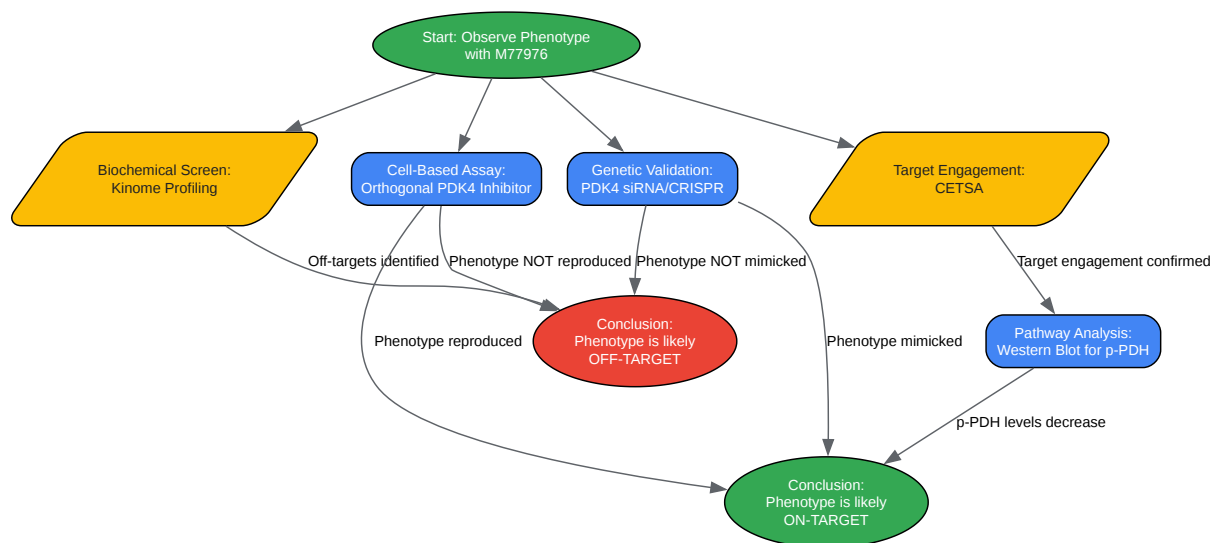 Start: Observe Phenotype
with M77976
Biochemical Screen:
Kinome Profiling
Cell-Based Assay:
Orthogonal PDK4 Inhibitor
Genetic Validation:
PDK4 siRNA/CRISPR
Target Engagement:
CETSA
Off-targets identified
Phenotype NOT reproduced
Phenotype NOT mimicked
Target engagement confirmed
Conclusion:
Phenotype is likely
OFF-TARGET
Pathway Analysis:
Western Blot for p-PDH
Phenotype reproduced
Phenotype mimicked
p-PDH levels decrease
Conclusion:
Phenotype is likely
ON-TARGET